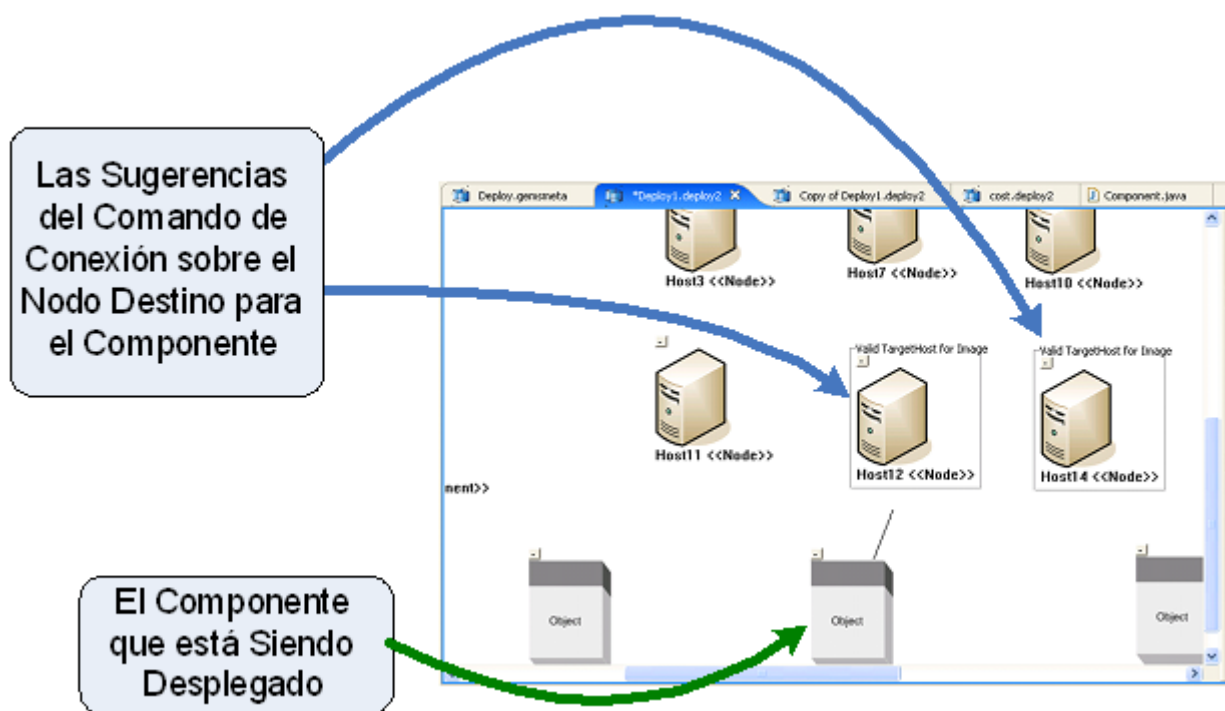 Las Sugerencias
del Comando de
Conexión sobre el
Nodo Destino para
el Componente
Deploy.gemsmeta
*Deploy1.deploy2
Copy of Deploy1.deploy2
cost.deploy2
Component.java
Host3 <<Node>>
Host7 <<Node>>
Host10 <<Node>>
Valid TargetHost for Image
Valid TargetHost for Image
Host11 <<Node>>
Host12 <<Node>>
Host14 <<Node>>
nent>>
El Componente
que está Siendo
Desplegado
Object
Object
Object